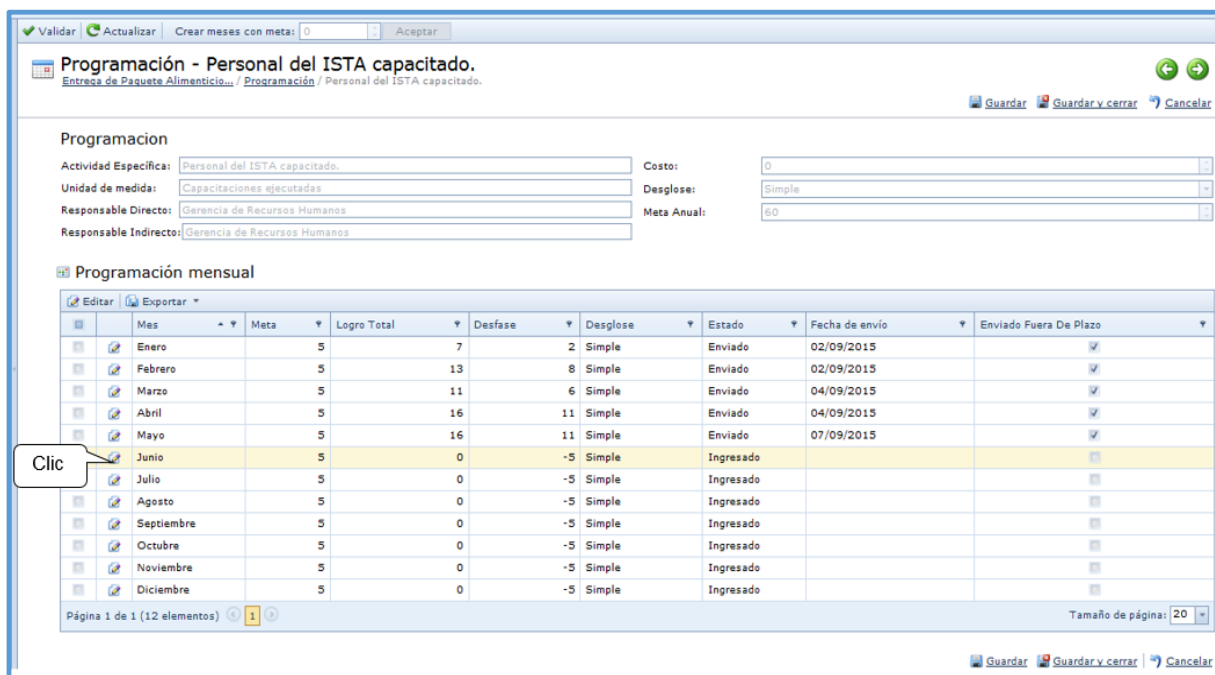 Validar Actualizar Crear meses con meta: 0 Aceptar
Programación - Personal del ISTA capacitado.
Entrega de Paquete Alimenticio... / Programación / Personal del ISTA capacitado.
Guardar Guardar y cerrar Cancelar
Programacion
Actividad Específica: Personal del ISTA capacitado. Costo: 0
Unidad de medida: Capacitaciones ejecutadas Desglose: Simple
Responsable Directo: Gerencia de Recursos Humanos Meta Anual: 60
Responsable Indirecto: Gerencia de Recursos Humanos
Programación mensual
Editar Exportar
Mes Meta Logro Total Desfase Desglose Estado Fecha de envío Enviado Fuera De Plazo
Enero 5 7 2 Simple Enviado 02/09/2015
Febrero 5 13 8 Simple Enviado 02/09/2015
Marzo 5 11 6 Simple Enviado 04/09/2015
Abril 5 16 11 Simple Enviado 04/09/2015
Mayo 5 16 11 Simple Enviado 07/09/2015
Clic Junio 5 0 -5 Simple Ingresado
Julio 5 0 -5 Simple Ingresado
Agosto 5 0 -5 Simple Ingresado
Septiembre 5 0 -5 Simple Ingresado
Octubre 5 0 -5 Simple Ingresado
Noviembre 5 0 -5 Simple Ingresado
Diciembre 5 0 -5 Simple Ingresado
Página 1 de 1 (12 elementos) 1 Tamaño de página: 20
Guardar Guardar y cerrar Cancelar